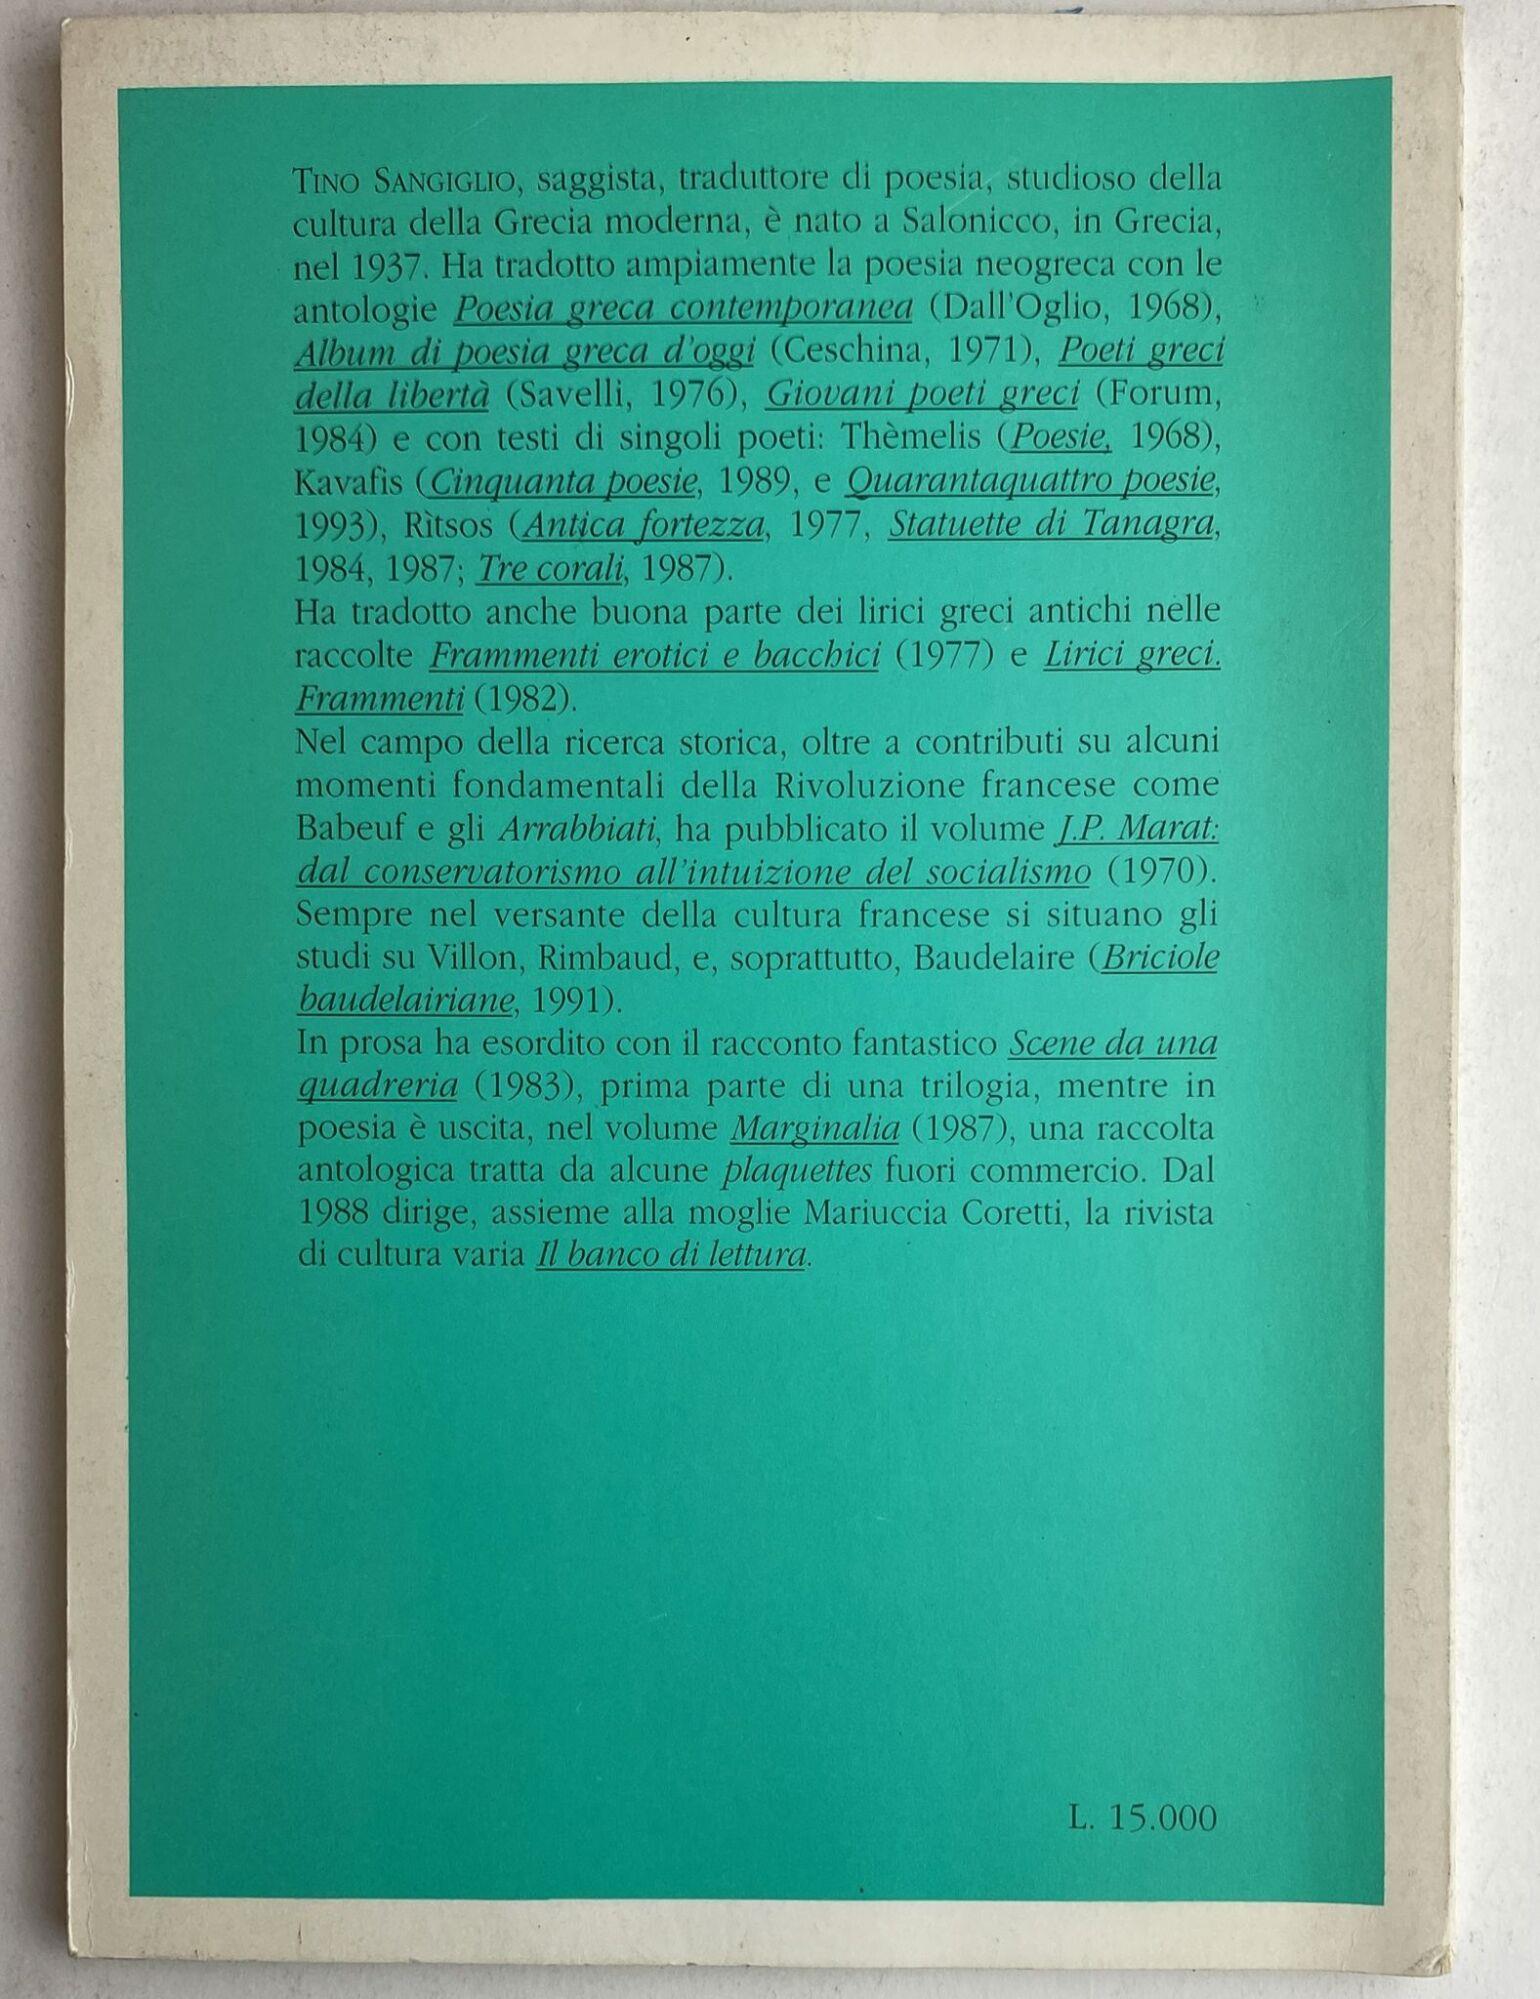 TINO SANGIGLIO, saggista, traduttore di poesia, studioso della
cultura della Grecia moderna, è nato a Salonicco, in Grecia,
nel 1937. Ha tradotto ampiamente la poesia neogreca con le
antologie Poesia greca contemporanea (Dall'Oglio, 1968),
Album di poesia greca d'oggi (Ceschina, 1971), Poeti greci
della libertà (Savelli, 1976), Giovani poeti greci (Forum,
1984) e con testi di singoli poeti: Thèmelis (Poesie, 1968),
Kavafis (Cinquanta poesie, 1989, e Quarantaquattro poesie,
1993), Rìtsos (Antica fortezza, 1977, Statuette di Tanagra,
1984, 1987; Tre corali, 1987).
Ha tradotto anche buona parte dei lirici greci antichi nelle
raccolte Frammenti erotici e bacchici (1977) e Lirici greci.
Frammenti (1982).
Nel campo della ricerca storica, oltre a contributi su alcuni
momenti fondamentali della Rivoluzione francese come
Babeuf e gli Arrabbiati, ha pubblicato il volume J.P. Marat:
dal conservatorismo all'intuizione del socialismo (1970).
Sempre nel versante della cultura francese si situano gli
studi su Villon, Rimbaud, e, soprattutto, Baudelaire (Briciole
baudelairiane, 1991).
In prosa ha esordito con il racconto fantastico Scene da una
quadreria (1983), prima parte di una trilogia, mentre in
poesia è uscita, nel volume Marginalia (1987), una raccolta
antologica tratta da alcune plaquettes fuori commercio. Dal
1988 dirige, assieme alla moglie Mariuccia Coretti, la rivista
di cultura varia Il banco di lettura.
L. 15.000